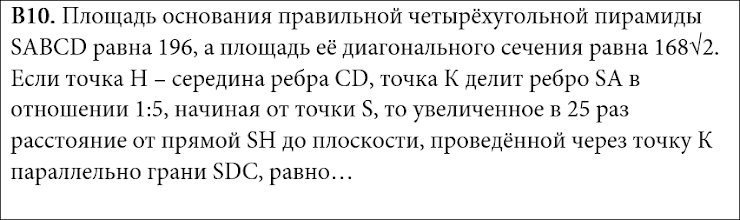 В10. Площадь основания правильной четырёхугольной пирамиды
SABCD равна 196, а площадь её диагонального сечения равна 168√2.
Если точка H – середина ребра CD, точка K делит ребро SA в
отношении 1:5, начиная от точки S, то увеличенное в 25 раз
расстояние от прямой SH до плоскости, проведённой через точку K
параллельно грани SDC, равно…